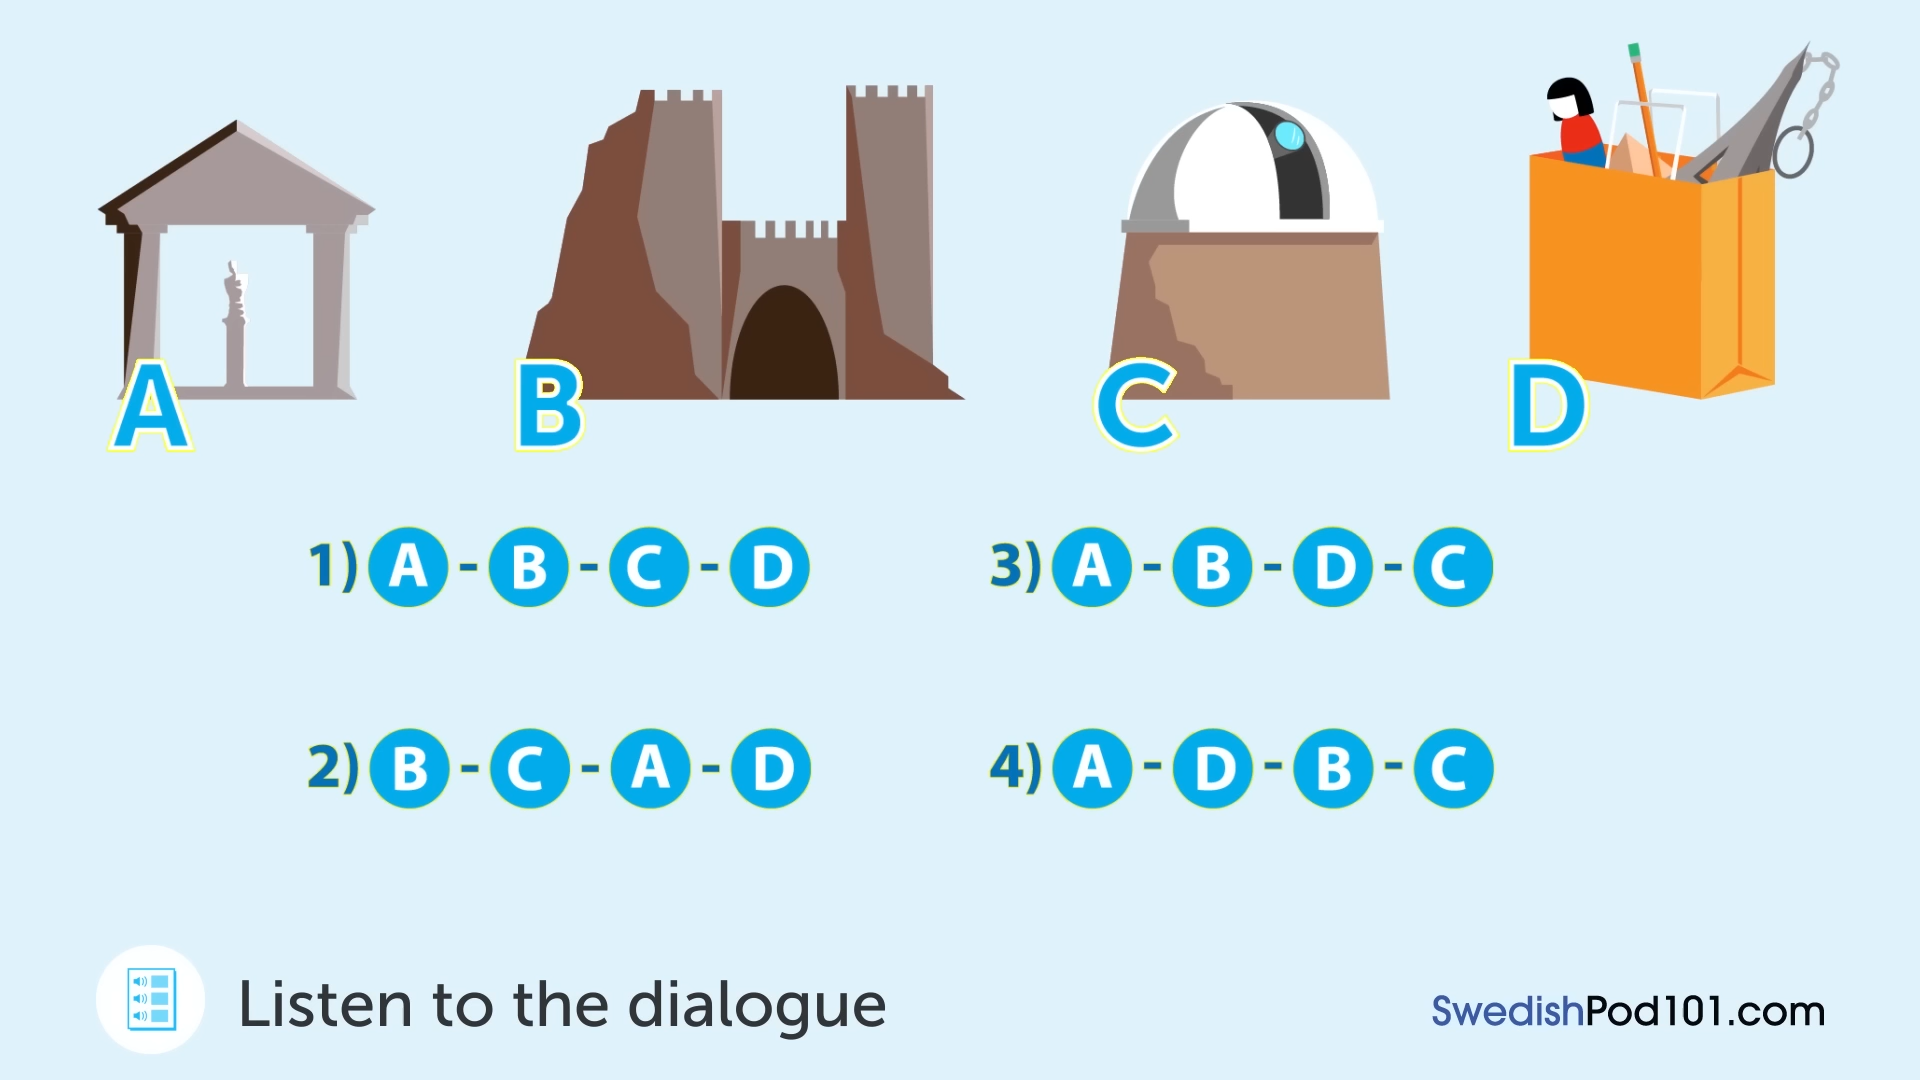 A B C D
1) A - B - C - D
3) A - B - D - C
2) B - C - A - D
4) A - D - B - C
Listen to the dialogue
SwedishPod101.com